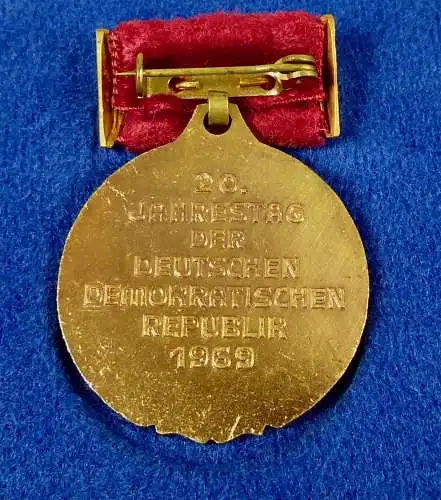 20.
JAHRESTAG
DER
DEUTSCHEN
DEMOKRATISCHEN
REPUBLIK
1969